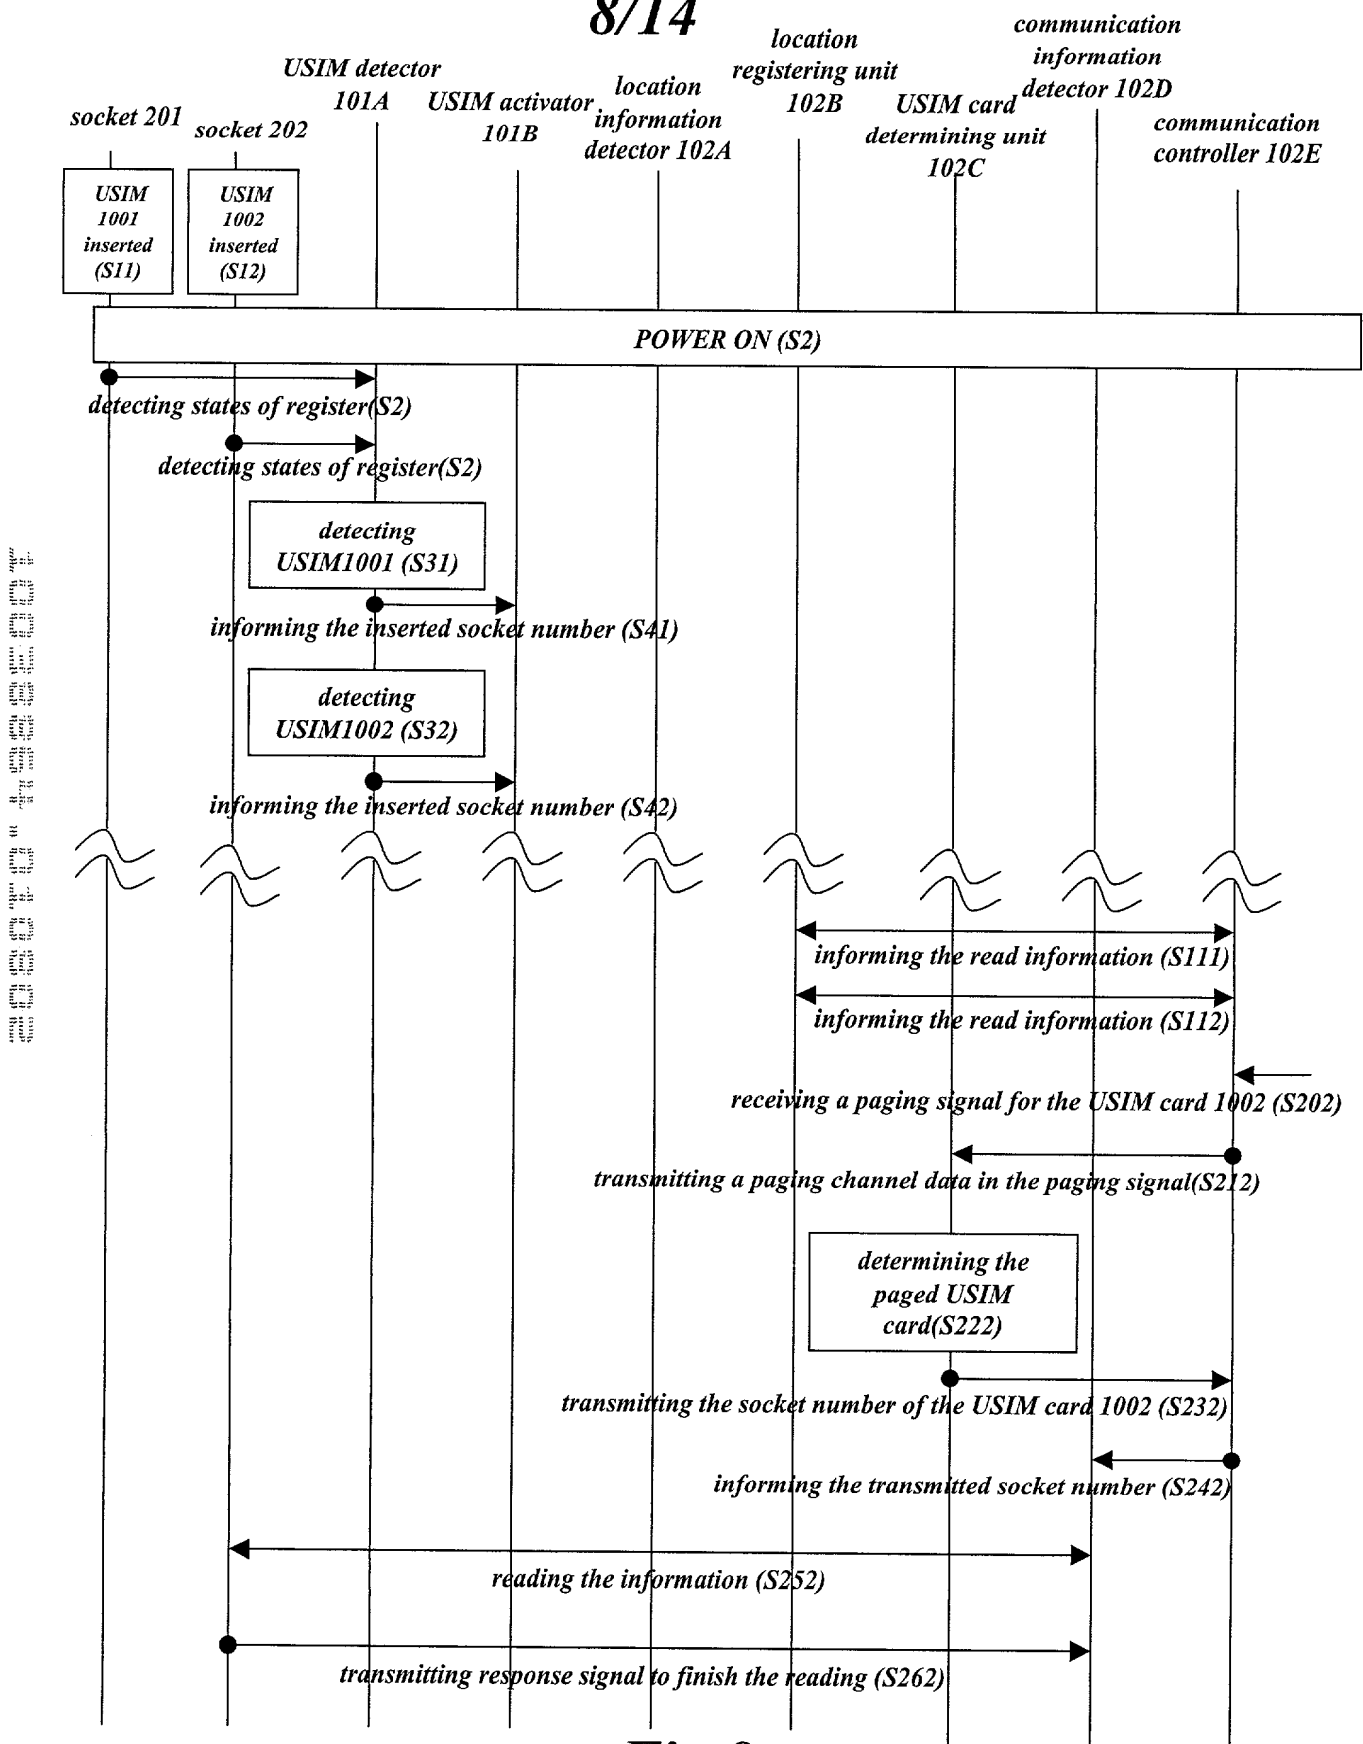 8/14
socket 201
socket 202
USIM detector
101A
USIM activator
101B
location
information
detector 102A
location
registering unit
102B
USIM card
determining unit
102C
communication
information
detector 102D
communication
controller 102E
USIM
1001
inserted
(S11)
USIM
1002
inserted
(S12)
POWER ON (S2)
detecting states of register(S2)
detecting states of register(S2)
detecting
USIM1001 (S31)
informing the inserted socket number (S41)
detecting
USIM1002 (S32)
informing the inserted socket number (S42)
informing the read information (S111)
informing the read information (S112)
receiving a paging signal for the USIM card 1002 (S202)
transmitting a paging channel data in the paging signal(S212)
determining the
paged USIM
card(S222)
transmitting the socket number of the USIM card 1002 (S232)
informing the transmitted socket number (S242)
reading the information (S252)
transmitting response signal to finish the reading (S262)